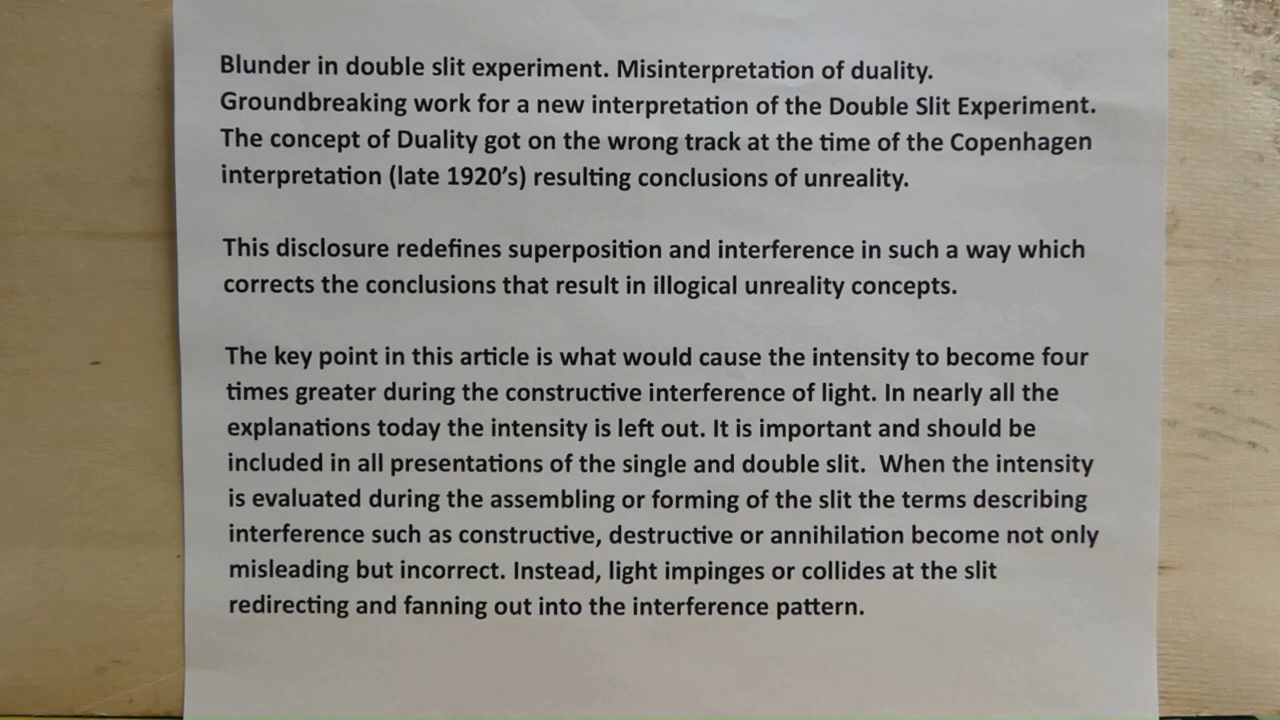 Blunder in double slit experiment. Misinterpretation of duality.
Groundbreaking work for a new interpretation of the Double Slit Experiment.
The concept of Duality got on the wrong track at the time of the Copenhagen
interpretation (late 1920’s) resulting conclusions of unreality.
This disclosure redefines superposition and interference in such a way which
corrects the conclusions that result in illogical unreality concepts.
The key point in this article is what would cause the intensity to become four
times greater during the constructive interference of light. In nearly all the
explanations today the intensity is left out. It is important and should be
included in all presentations of the single and double slit.  When the intensity
is evaluated during the assembling or forming of the slit the terms describing
interference such as constructive, destructive or annihilation become not only
misleading but incorrect. Instead, light impinges or collides at the slit
redirecting and fanning out into the interference pattern.